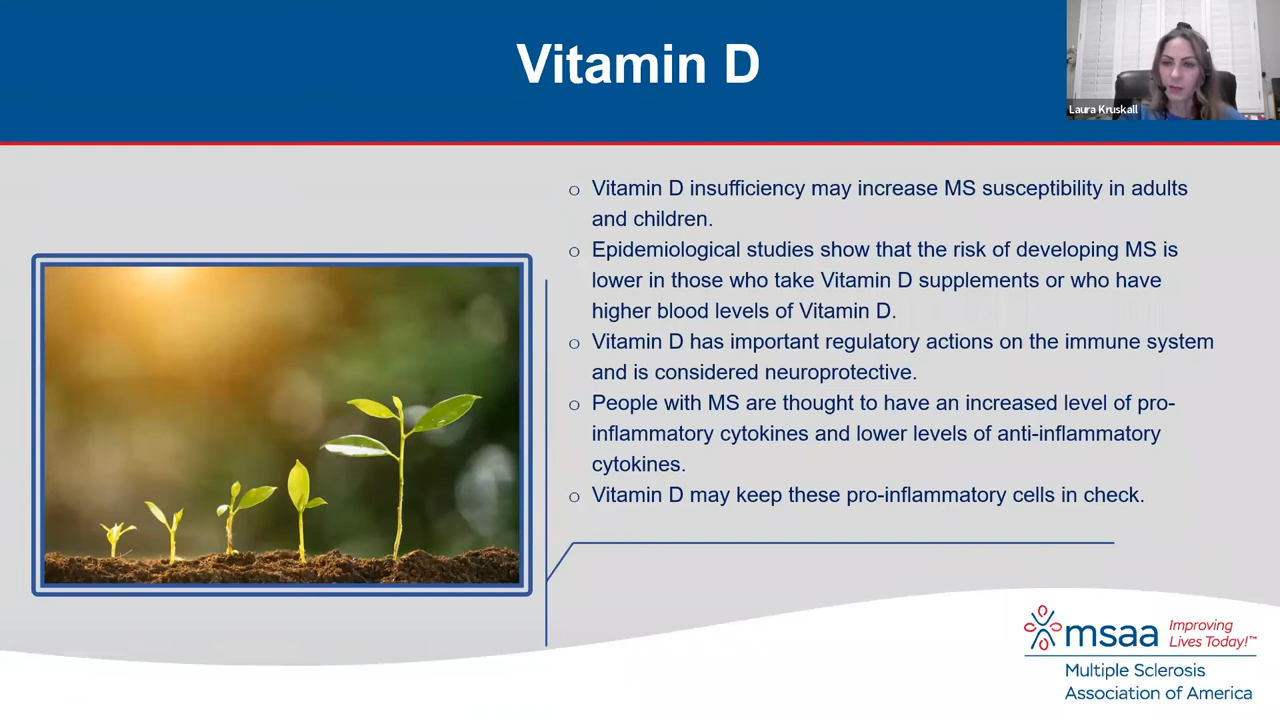 Vitamin D
Laura Kruskall
○ Vitamin D insufficiency may increase MS susceptibility in adults
and children.
○ Epidemiological studies show that the risk of developing MS is
lower in those who take Vitamin D supplements or who have
higher blood levels of Vitamin D.
○ Vitamin D has important regulatory actions on the immune system
and is considered neuroprotective.
○ People with MS are thought to have an increased level of pro-
inflammatory cytokines and lower levels of anti-inflammatory
cytokines.
○ Vitamin D may keep these pro-inflammatory cells in check.
msaa
Improving
Lives Today!™
Multiple Sclerosis
Association of America